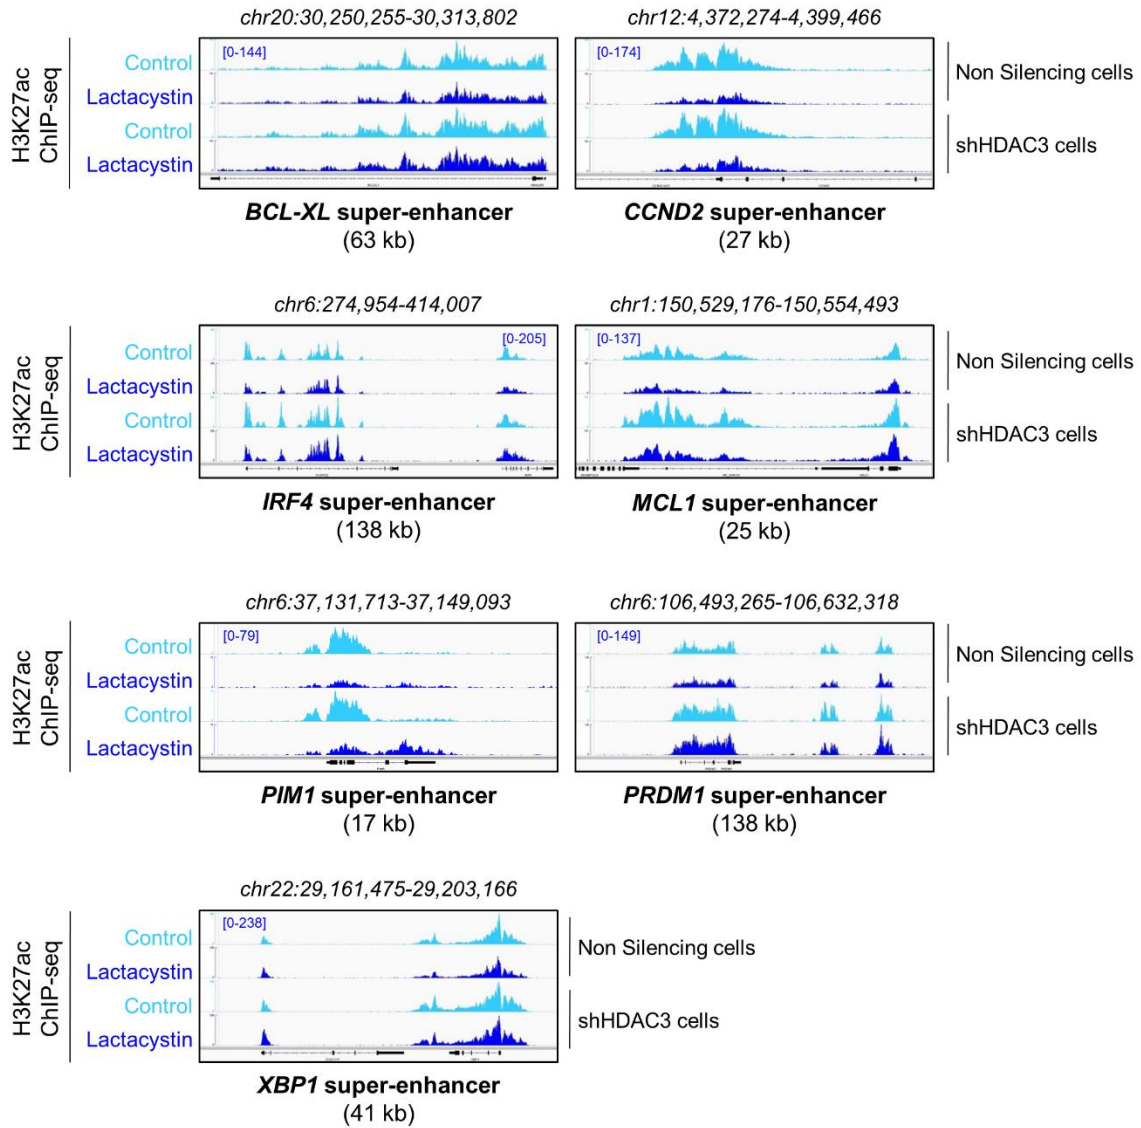 chr20:30,250,255-30,313,802
chr12:4,372,274-4,399,466
H3K27ac
ChIP-seq
Control
Lactacystin
Control
Lactacystin
[0-144]
[0-174]
Non Silencing cells
shHDAC3 cells
BCL-XL super-enhancer
(63 kb)
CCND2 super-enhancer
(27 kb)
chr6:274,954-414,007
chr1:150,529,176-150,554,493
H3K27ac
ChIP-seq
Control
Lactacystin
Control
Lactacystin
[0-205]
[0-137]
Non Silencing cells
shHDAC3 cells
IRF4 super-enhancer
(138 kb)
MCL1 super-enhancer
(25 kb)
chr6:37,131,713-37,149,093
chr6:106,493,265-106,632,318
H3K27ac
ChIP-seq
Control
Lactacystin
Control
Lactacystin
[0-79]
[0-149]
Non Silencing cells
shHDAC3 cells
PIM1 super-enhancer
(17 kb)
PRDM1 super-enhancer
(138 kb)
chr22:29,161,475-29,203,166
H3K27ac
ChIP-seq
Control
Lactacystin
Control
Lactacystin
[0-238]
Non Silencing cells
shHDAC3 cells
XBP1 super-enhancer
(41 kb)